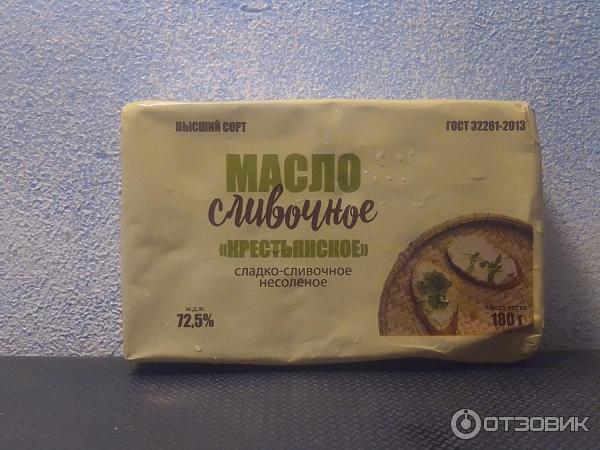 ВЫСШИЙ СОРТ
ГОСТ 32261-2013
МАСЛО
сливочное
«КРЕСТЬЯНСКОЕ»
сладко-сливочное
несоленое
М.Д.Ж.
72,5%
масса нетто
180 г
ОТЗОВИК